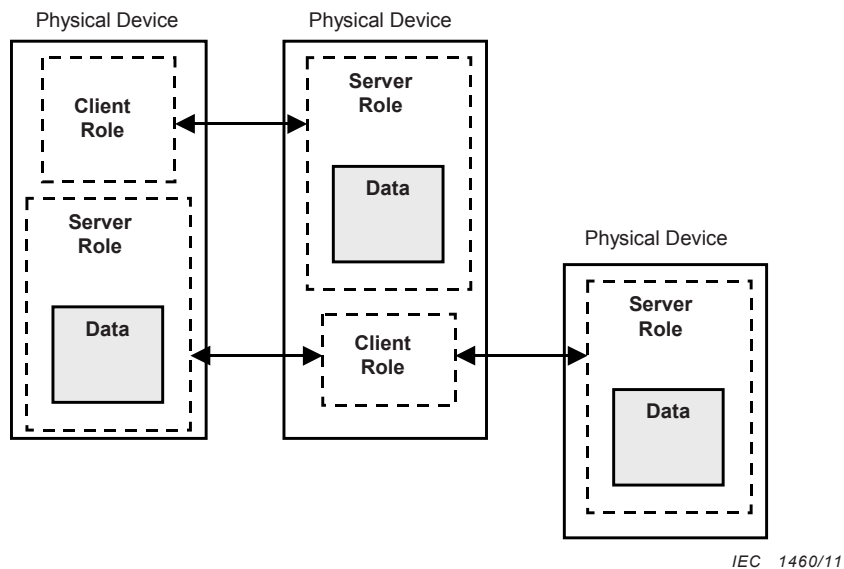 Physical Device
Client
Role
Server
Role
Data
Physical Device
Server
Role
Data
Client
Role
Physical Device
Server
Role
Data
IEC 1460/11